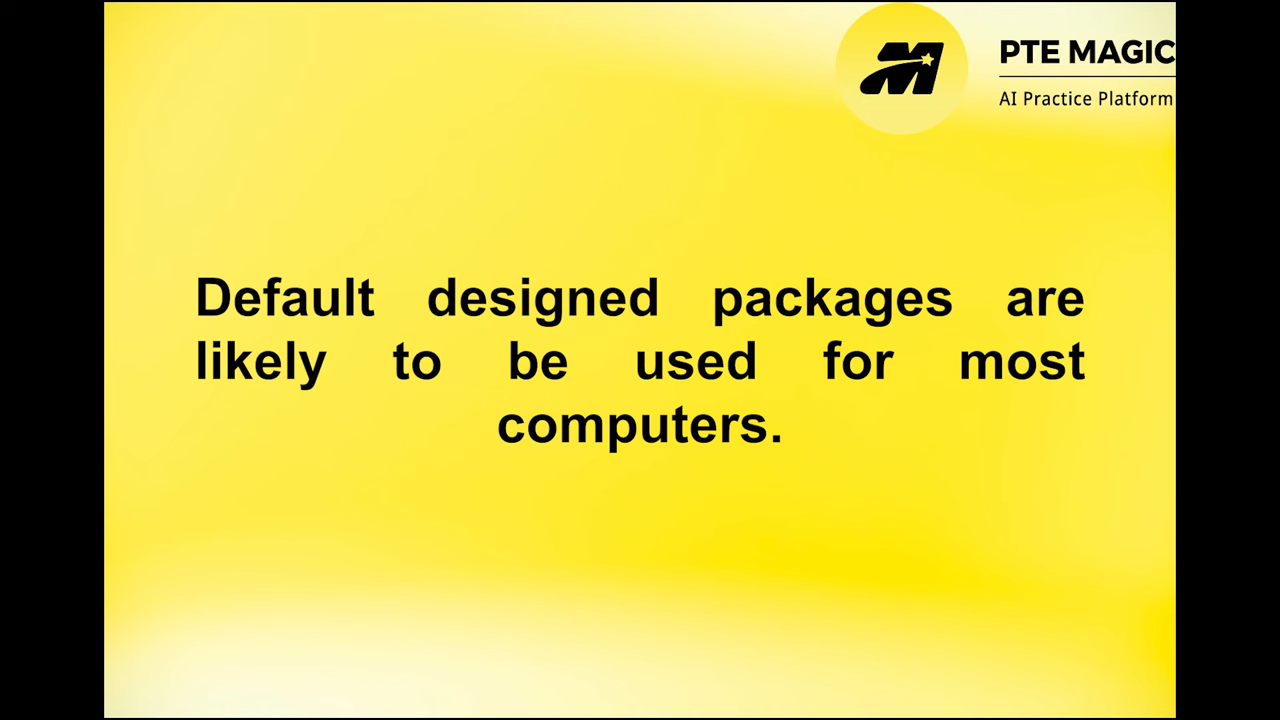 PTE MAGIC
AI Practice Platform
Default designed packages are
likely to be used for most
computers.